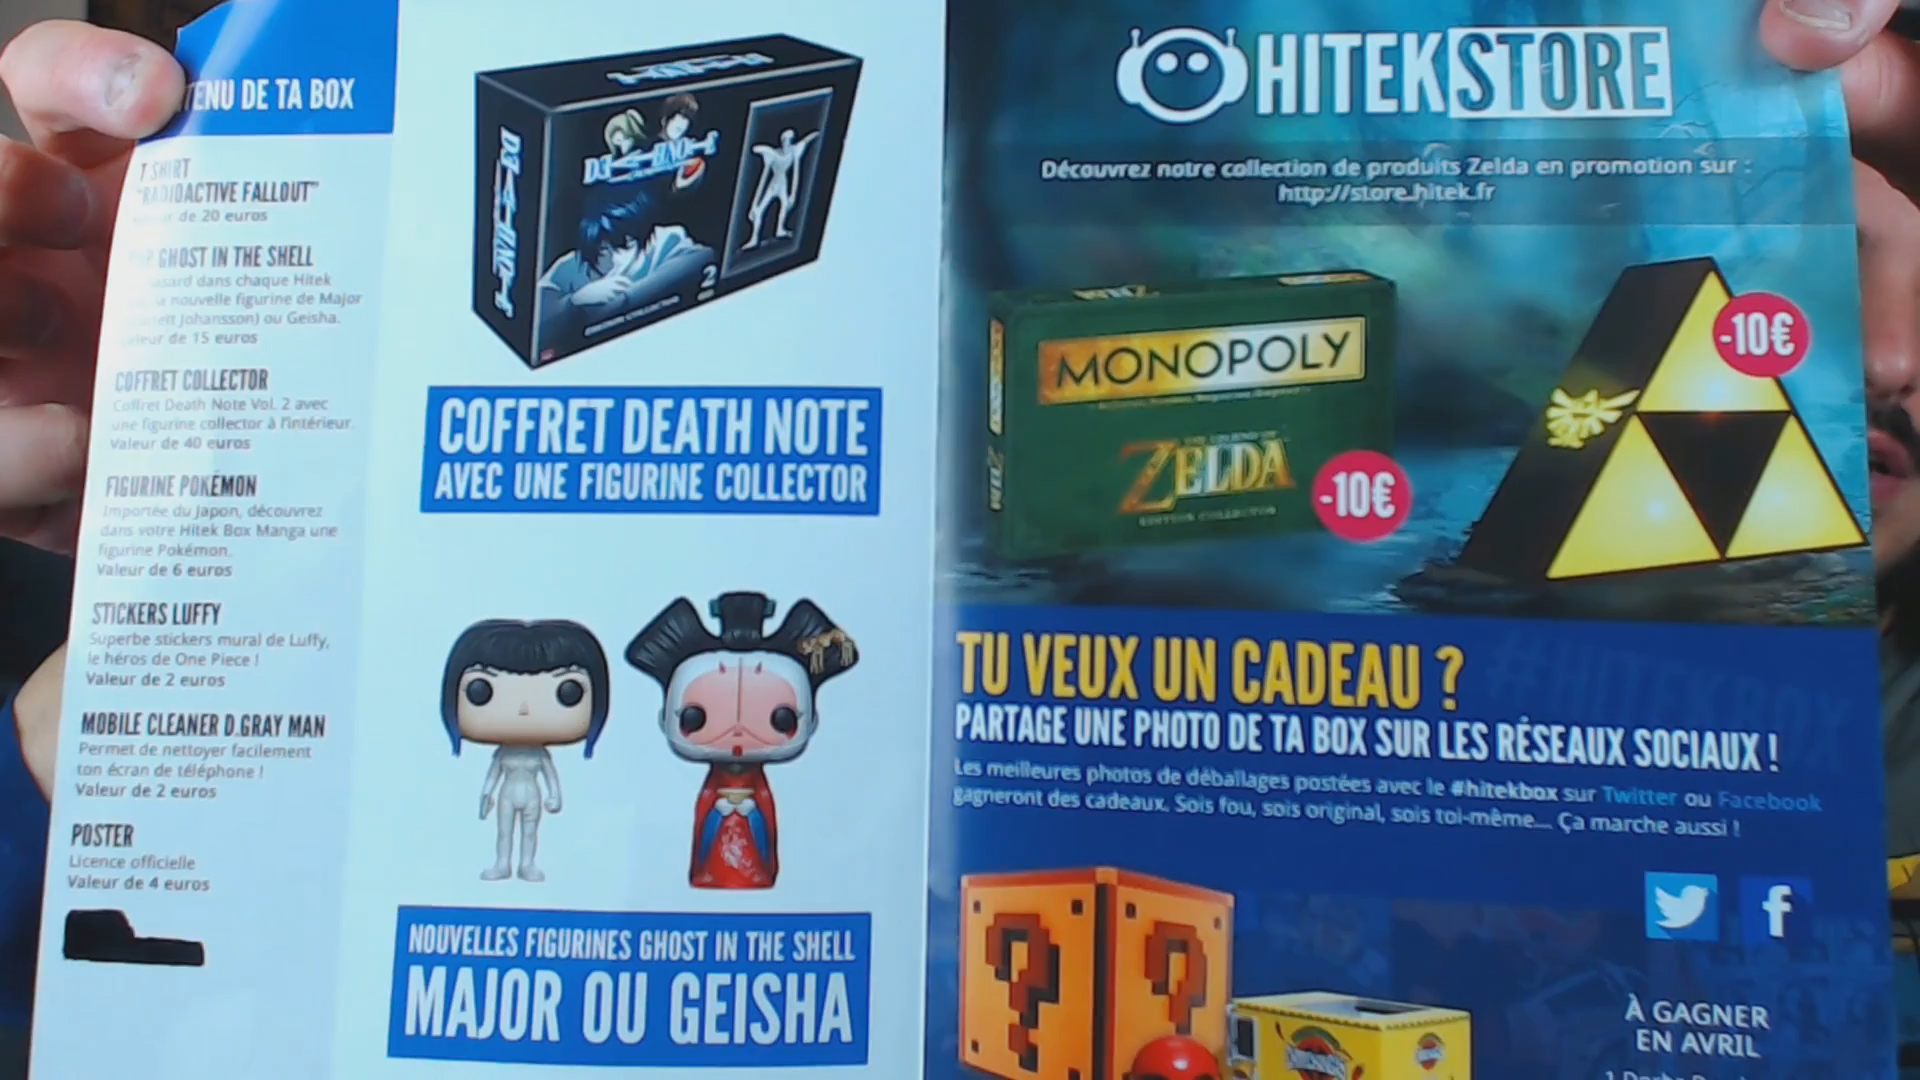 TENU DE TA BOX
T-SHIRT
"RADIOACTIVE FALLOUT"
de 20 euros
GHOST IN THE SHELL
dans chaque Hitek
nouvelle figurine de Major
Johansson) ou Geisha.
de 15 euros
COFFRET COLLECTOR
Coffret Death Note Vol. 2 avec
une figurine collector à l'intérieur.
Valeur de 40 euros
FIGURINE POKÉMON
Importée du Japon, découvrez
dans votre Hitek Box Manga une
figurine Pokémon.
Valeur de 6 euros
STICKERS LUFFY
Superbe stickers mural de Luffy,
le héros de One Piece !
Valeur de 2 euros
MOBILE CLEANER D.GRAY MAN
Permet de nettoyer facilement
ton écran de téléphone !
Valeur de 2 euros
POSTER
Licence officielle
Valeur de 4 euros
2
COFFRET DEATH NOTE
AVEC UNE FIGURINE COLLECTOR
NOUVELLES FIGURINES GHOST IN THE SHELL
MAJOR OU GEISHA
HITEKSTORE
Découvrez notre collection de produits Zelda en promotion sur :
http://store.hitek.fr
MONOPOLY
THE LEGEND OF
ZELDA
EDITION COLLECTOR
-10€
-10€
#HITEKBOX
TU VEUX UN CADEAU ?
PARTAGE UNE PHOTO DE TA BOX SUR LES RÉSEAUX SOCIAUX !
Les meilleures photos de déballages postées avec le #hitekbox sur Twitter ou Facebook
gagneront des cadeaux. Sois fou, sois original, sois toi-même... Ça marche aussi !
À GAGNER
EN AVRIL